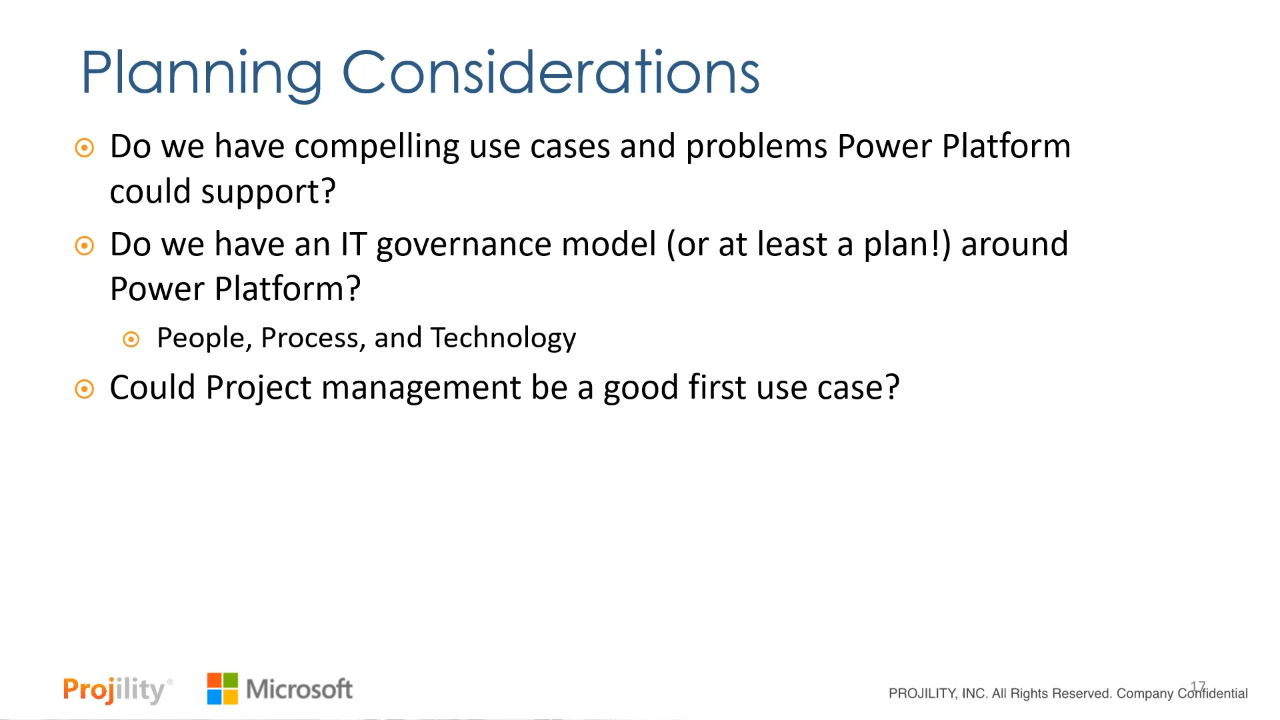 Planning Considerations
Do we have compelling use cases and problems Power Platform
could support?
Do we have an IT governance model (or at least a plan!) around
Power Platform?
People, Process, and Technology
Could Project management be a good first use case?
Projility®
Microsoft
PROJILITY, INC. All Rights Reserved. Company Confidential
17